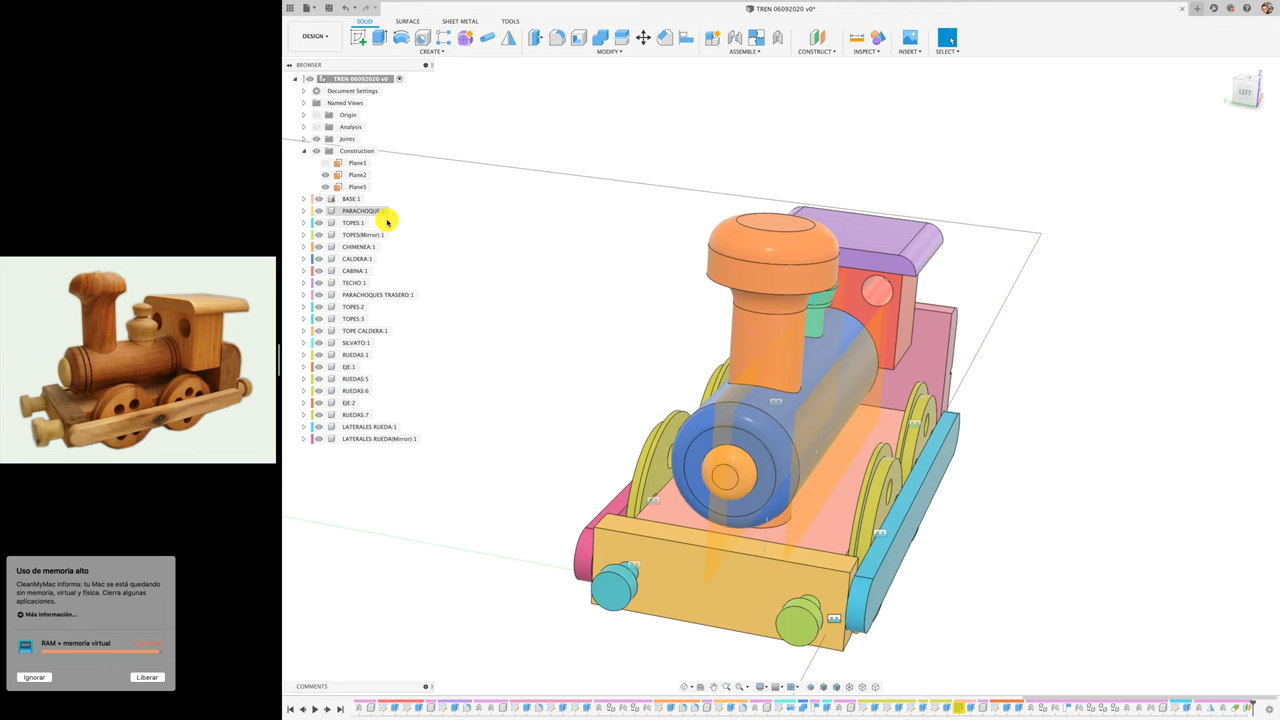 TREN 06092020 v0*
DESIGN▾
SOLID
SURFACE
SHEET METAL
TOOLS
CREATE▾
MODIFY▾
ASSEMBLE▾
CONSTRUCT▾
INSPECT▾
INSERT▾
SELECT▾
BROWSER
TREN 06092020 v0
Document Settings
Named Views
Origin
Analysis
Joints
Construction
Plane1
Plane2
Plane5
BASE:1
PARACHOQUE
TOPES:1
TOPES(Mirror):1
CHIMENEA:1
CALDERA:1
CABINA:1
TECHO:1
PARACHOQUES TRASERO:1
TOPES:2
TOPES:3
TOPE CALDERA:1
SILVATO:1
RUEDAS:1
EJE:1
RUEDAS:5
RUEDAS:6
EJE:2
RUEDAS:7
LATERALES RUEDA:1
LATERALES RUEDA(Mirror):1
LEFT
Uso de memoria alto
CleanMyMac informa: tu Mac se está quedando
sin memoria, virtual y física. Cierra algunas
aplicaciones.
Más información...
RAM + memoria virtual
Ignorar
Liberar
COMMENTS